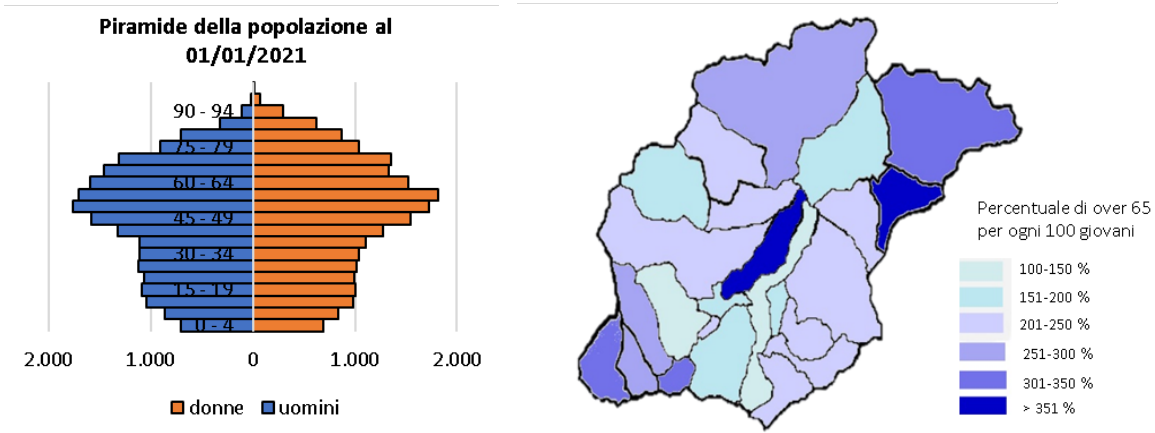 Piramide della popolazione al
01/01/2021
90 - 94
75 - 79
60 - 64
45 - 49
30 - 34
15 - 19
0 - 4
2.000 1.000 0 1.000 2.000
donne uomini
Percentuale di over 65
per ogni 100 giovani
100-150 %
151-200 %
201-250 %
251-300 %
301-350 %
> 351 %